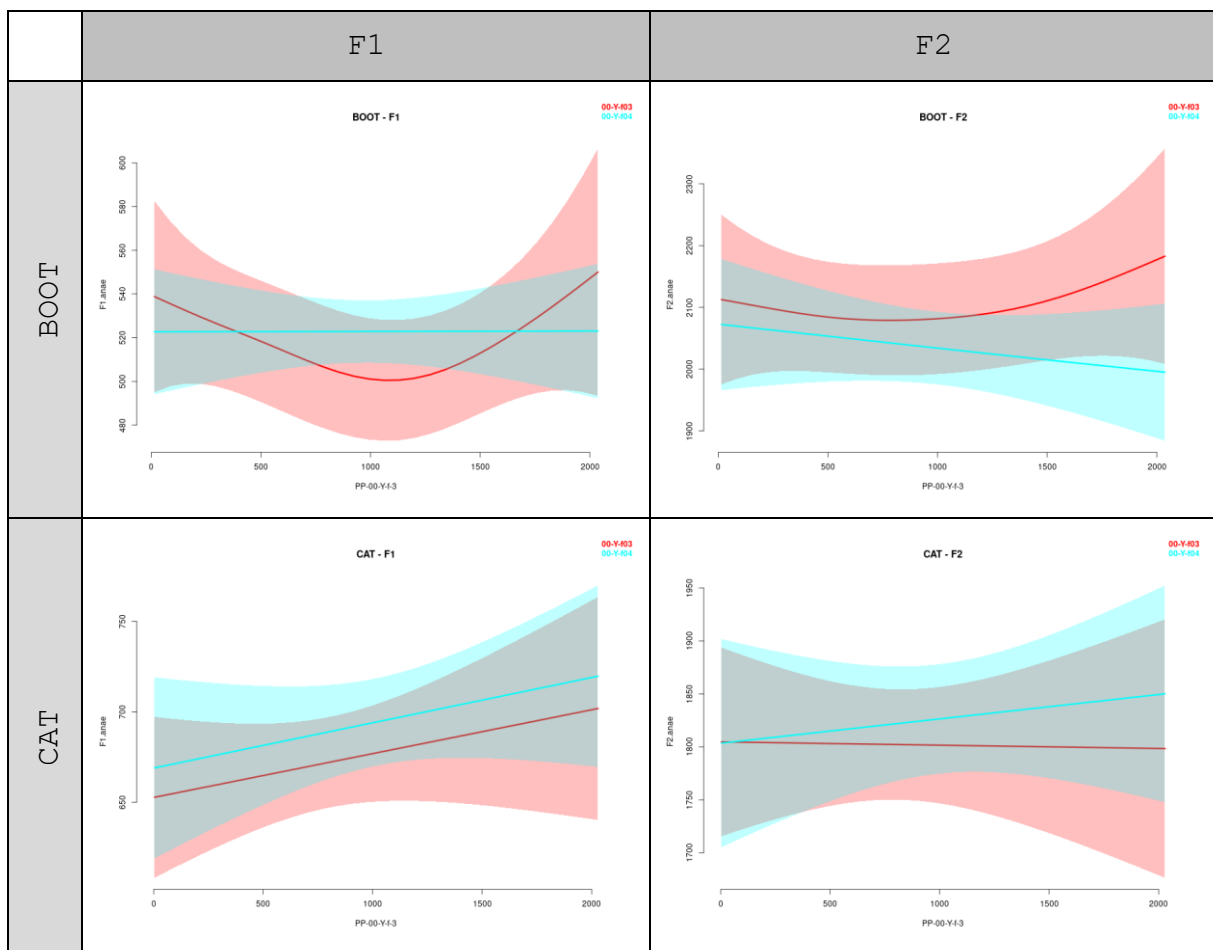 F1
F2
BOOT
BOOT - F1
00-Y-f03
00-Y-f04
F1.anae
600
580
560
540
520
500
480
0 500 1000 1500 2000
PP-00-Y-f-3
BOOT - F2
00-Y-f03
00-Y-f04
F2.anae
2300
2200
2100
2000
1900
0 500 1000 1500 2000
PP-00-Y-f-3
CAT
CAT - F1
00-Y-f03
00-Y-f04
F1.anae
750
700
650
0 500 1000 1500 2000
PP-00-Y-f-3
CAT - F2
00-Y-f03
00-Y-f04
F2.anae
1950
1900
1850
1800
1750
1700
0 500 1000 1500 2000
PP-00-Y-f-3